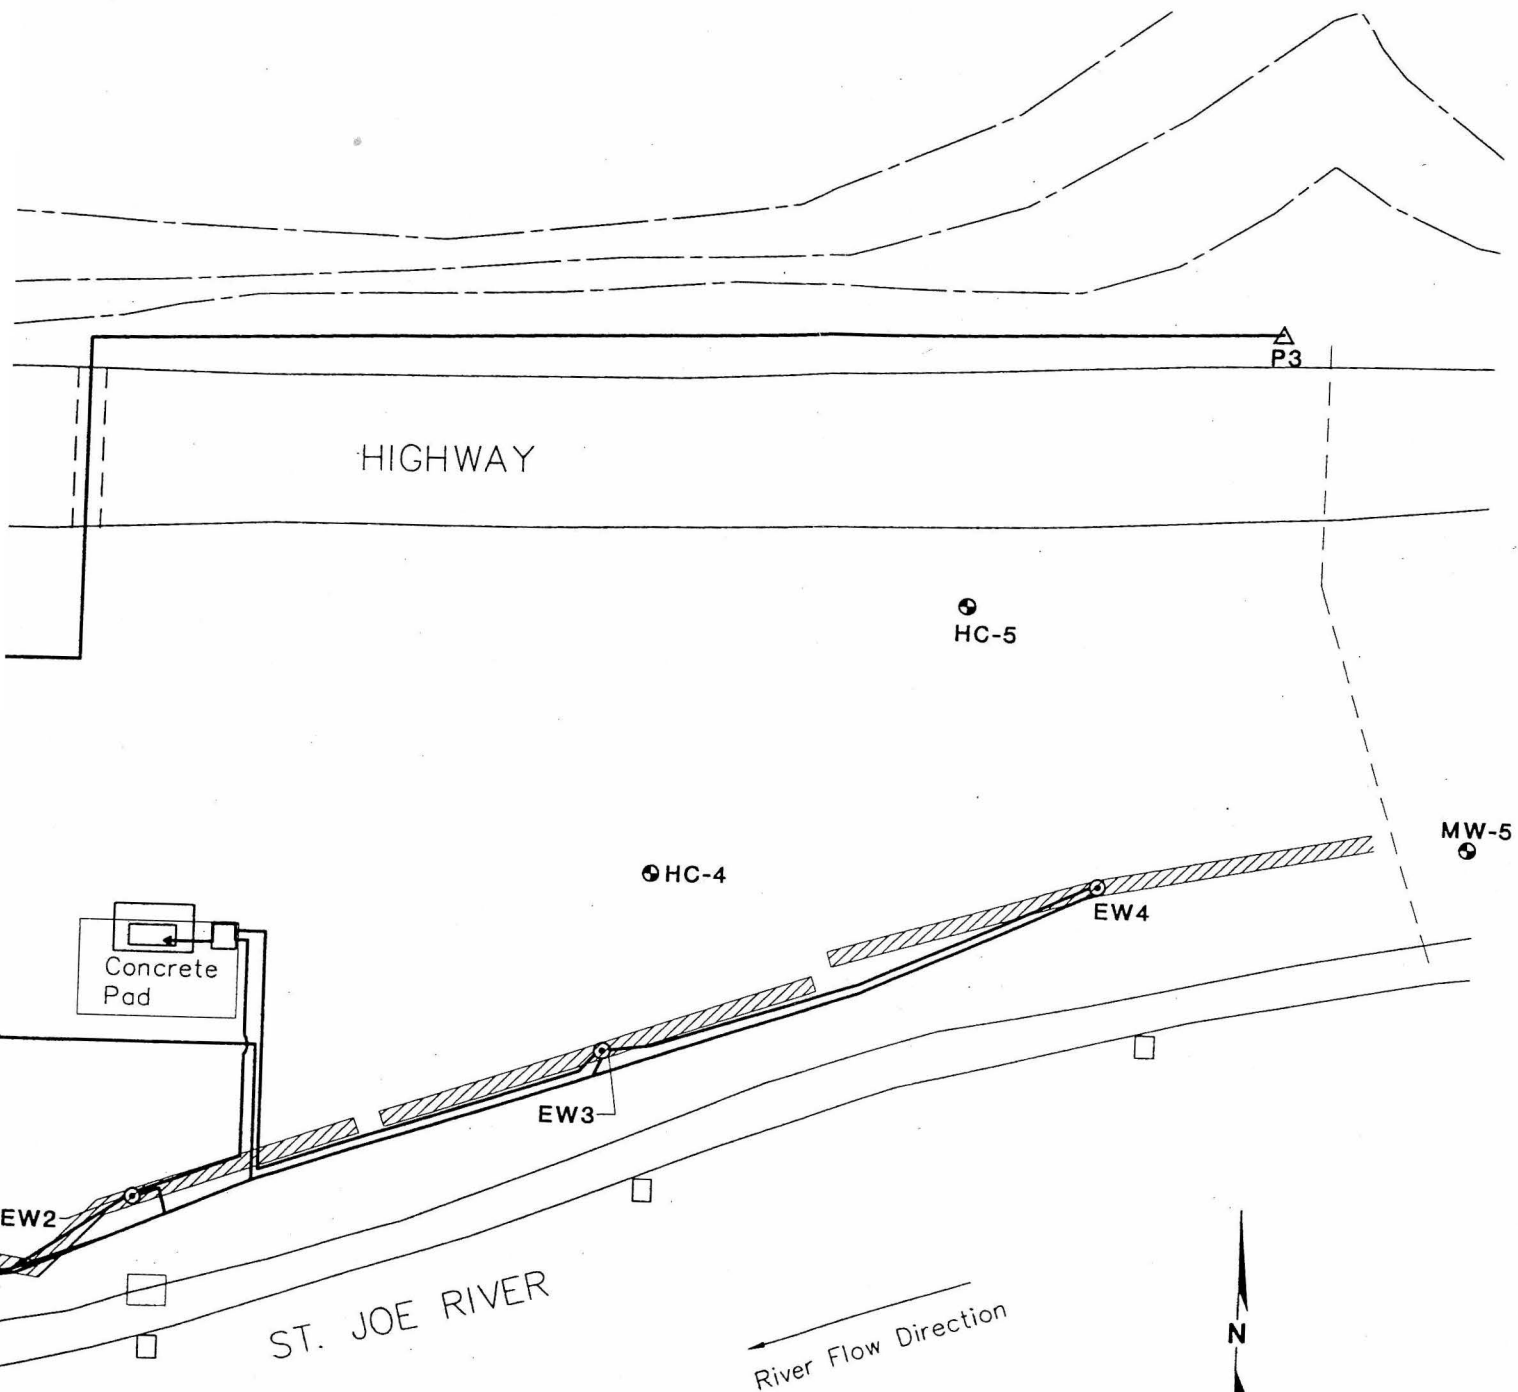 P3
HIGHWAY
HC-5
MW-5
HC-4
EW4
Concrete
Pad
EW3
EW2
ST. JOE RIVER
River Flow Direction
N